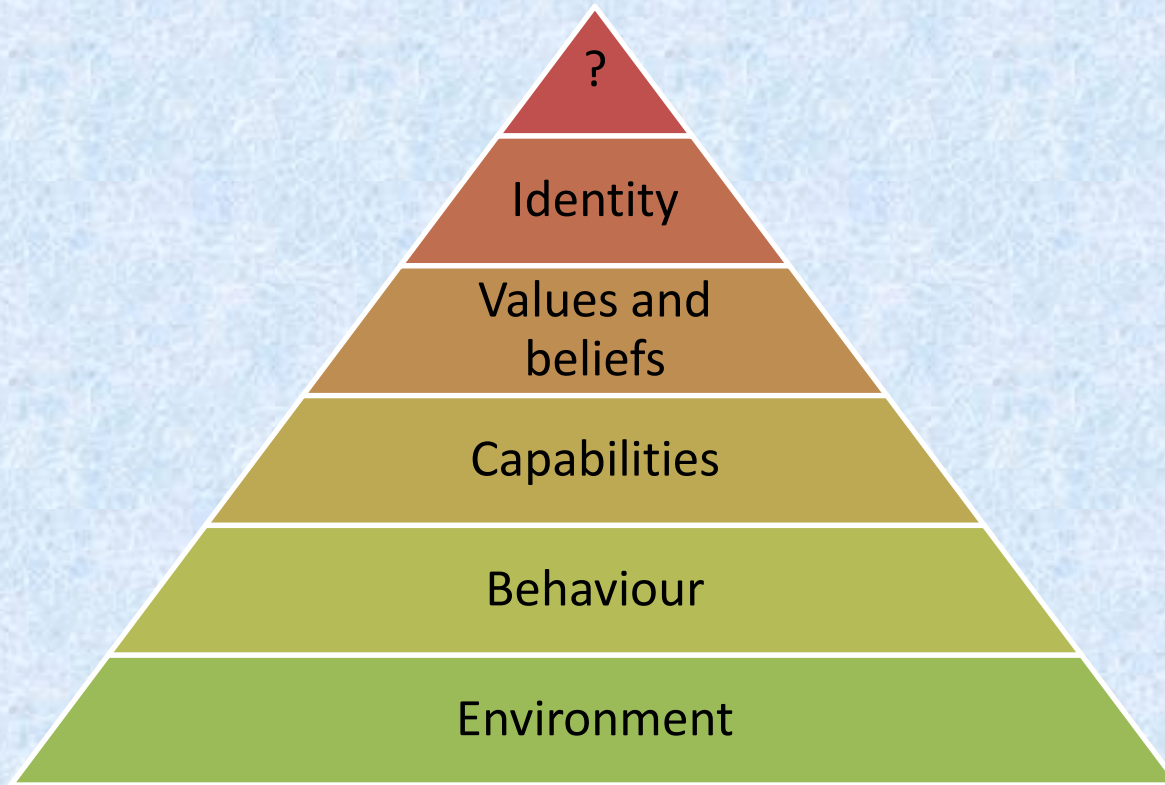 ?
Identity
Values and
beliefs
Capabilities
Behaviour
Environment